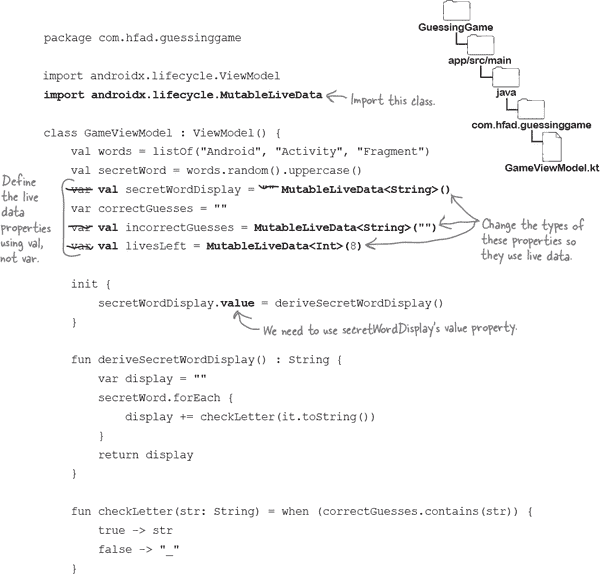 GuessingGame
app/src/main
java
com.hfad.guessinggame
GameViewModel.kt
package com.hfad.guessinggame
import androidx.lifecycle.ViewModel
import androidx.lifecycle.MutableLiveData
Import this class.
class GameViewModel : ViewModel() {
val words = listOf("Android", "Activity", "Fragment")
val secretWord = words.random().uppercase()
var val secretWordDisplay = "" MutableLiveData<String>()
var correctGuesses = ""
var val incorrectGuesses = MutableLiveData<String>("")
var val livesLeft = MutableLiveData<Int>(8)
Define
the live
data
properties
using val,
not var.
Change the types of
these properties so
they use live data.
init {
secretWordDisplay.value = deriveSecretWordDisplay()
}
We need to use secretWordDisplay's value property.
fun deriveSecretWordDisplay() : String {
var display = ""
secretWord.forEach {
display += checkLetter(it.toString())
}
return display
}
fun checkLetter(str: String) = when (correctGuesses.contains(str)) {
true -> str
false -> "_"
}